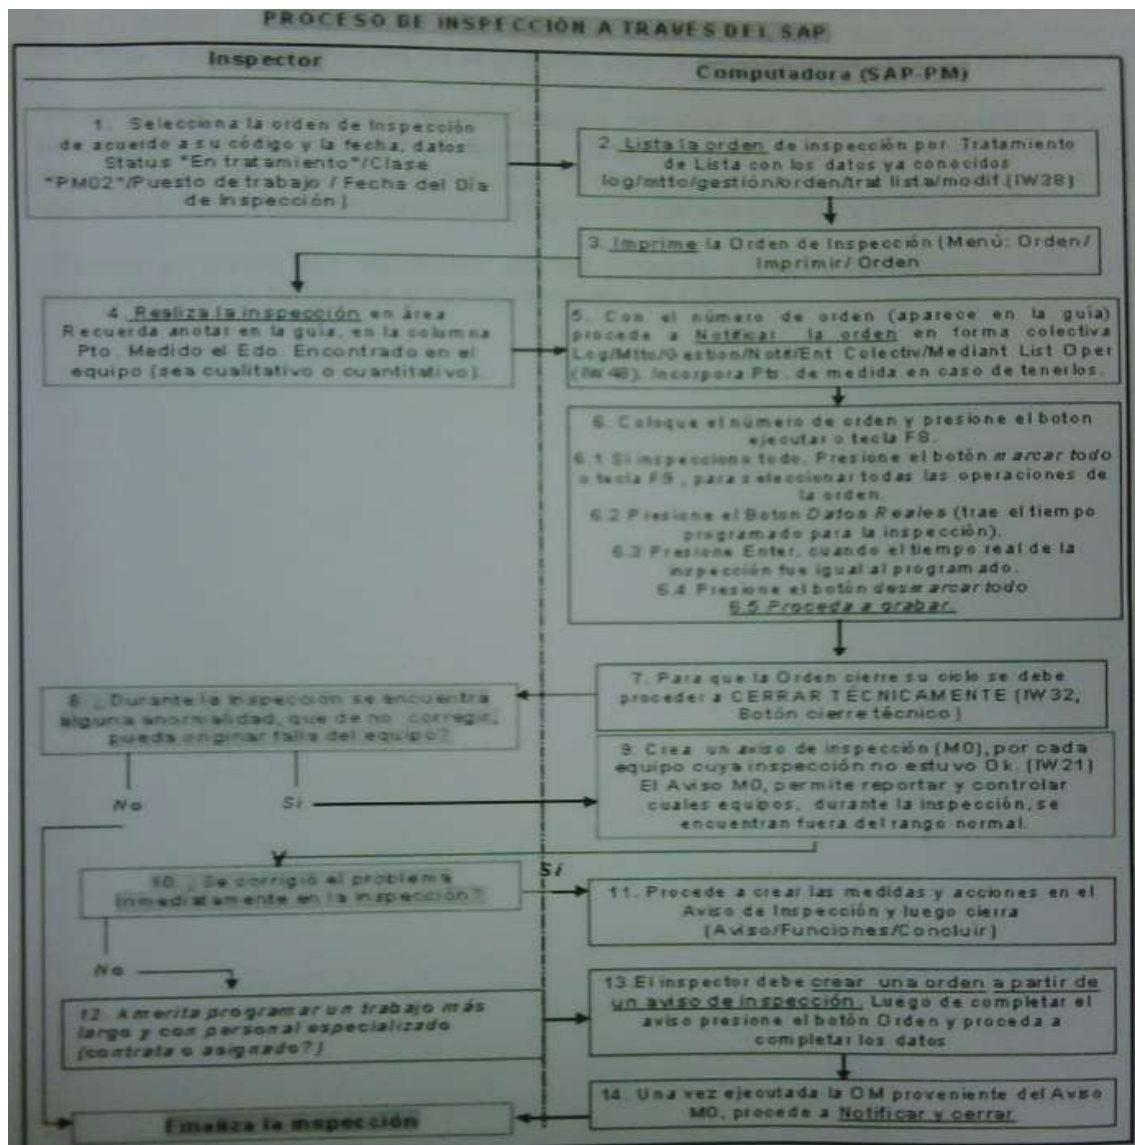 PROCESO DE INSPECCIÓN A TRAVÉS DEL SAP
Inspector
Computadora (SAP-PM)
1. Selecciona la orden de Inspección
de acuerdo a su código y la fecha, datos:
Status "En tratamiento"/Clase
"PM02"/Puesto de trabajo / Fecha del Día
de Inspección)
2. Lista la orden de inspección por Tratamiento
de Lista con los datos ya conocidos
log/mtto/gestión/orden/trat lista/modif.(IW38)
3. Imprime la Orden de Inspección (Menú: Orden/
Imprimir/ Orden
4. Realiza la inspección en área
Recuerda anotar en la guía, en la columna
Pto. Medido el Edo. Encontrado en el
equipo (sea cualitativo o cuantitativo).
5. Con el número de orden (aparece en la guía)
procede a Notificar la orden en forma colectiva
Log/Mtto/Gestion/Notif/Ent Colectiv/Mediant List Oper
(IW48). Incorpora Pts. de medida en caso de tenerlos.
6. Coloque el número de orden y presione el boton
ejecutar o tecla F8.
6.1 Si inspecciono todo, Presione el botón marcar todo
o tecla F5, para seleccionar todas las operaciones de
la orden.
6.2 Presione el Boton Datos Reales (trae el tiempo
programado para la inspección).
6.3 Presione Enter, cuando el tiempo real de la
inspección fue igual al programado.
6.4 Presione el botón desmarcar todo
6.5 Proceda a grabar.
7. Para que la Orden cierre su ciclo se debe
proceder a CERRAR TÉCNICAMENTE (IW32,
Botón cierre técnico)
8. ¿Durante la inspección se encuentra
alguna anormalidad, que de no corregir,
pueda originar falla del equipo?
No
Si
9. Crea un aviso de inspección (M0), por cada
equipo cuya inspección no estuvo Ok. (IW21)
El Aviso M0, permite reportar y controlar
cuales equipos, durante la inspección, se
encuentran fuera del rango normal.
10. ¿Se corrigió el problema
inmediatamente en la inspección?
Sí
11. Procede a crear las medidas y acciones en el
Aviso de Inspección y luego cierra
(Aviso/Funciones/Concluir)
No
12. Amerita programar un trabajo más
largo y con personal especializado
(contrata o asignado?)
13. El inspector debe crear una orden a partir de
un aviso de inspección. Luego de completar el
aviso presione el botón Orden y proceda a
completar los datos
14. Una vez ejecutada la OM proveniente del Aviso
M0, procede a Notificar y cerrar
Finaliza la inspección